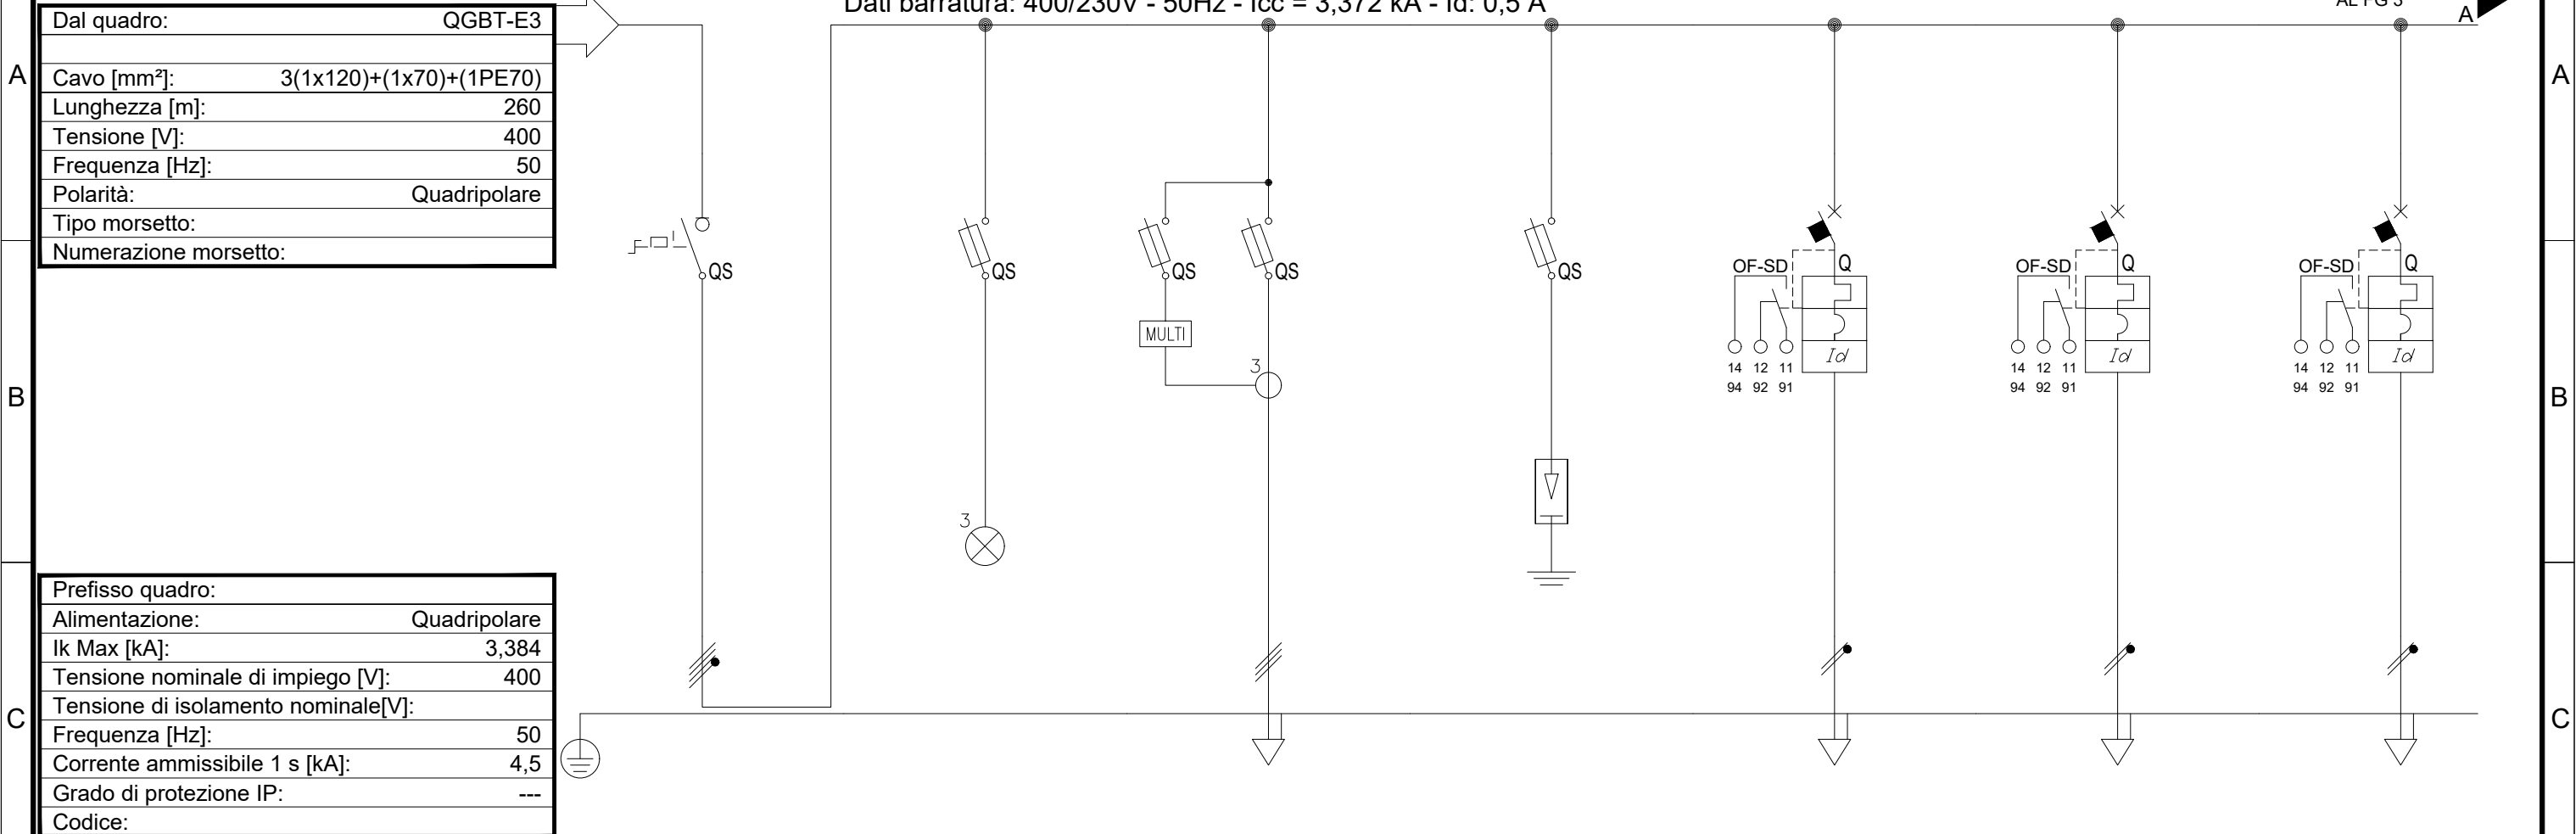 Dati barratura: 400/230V - 50Hz - Icc = 3,372 kA - Id: 0,5 A
AL FG 3
A
Dal quadro: QGBT-E3
Cavo [mm²]: 3(1x120)+(1x70)+(1PE70)
Lunghezza [m]: 260
Tensione [V]: 400
Frequenza [Hz]: 50
Polarità: Quadripolare
Tipo morsetto:
Numerazione morsetto:
A
A
QS
QS
QS
QS
QS
MULTI
3
3
OF-SD
Q
Id
14 12 11
94 92 91
OF-SD
Q
Id
14 12 11
94 92 91
OF-SD
Q
Id
14 12 11
94 92 91
B
B
Prefisso quadro:
Alimentazione: Quadripolare
Ik Max [kA]: 3,384
Tensione nominale di impiego [V]: 400
Tensione di isolamento nominale[V]:
Frequenza [Hz]: 50
Corrente ammissibile 1 s [kA]: 4,5
Grado di protezione IP: ---
Codice:
C
C